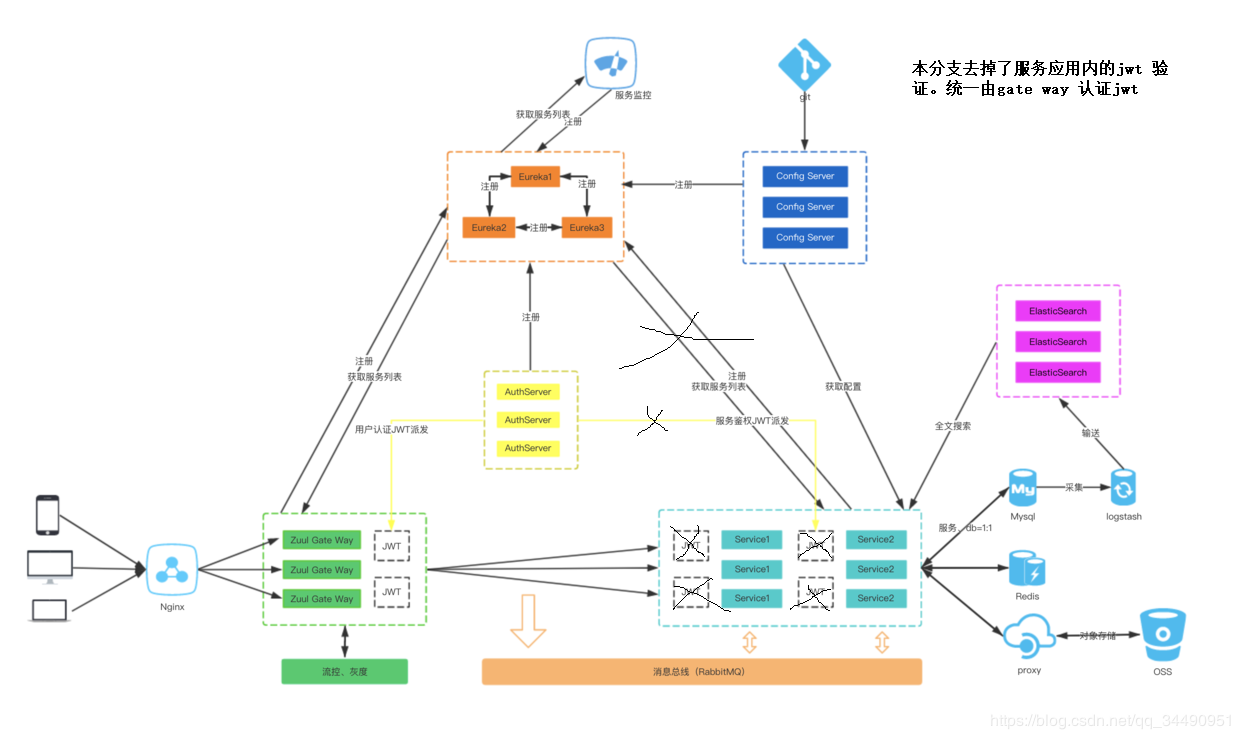 本分支去掉了服务应用内的jwt 验
证。统一由gate way 认证jwt
服务监控
git
获取服务列表
注册
Eureka1
注册
注册
Eureka2
注册
Eureka3
注册
Config Server
Config Server
Config Server
注册
ElasticSearch
ElasticSearch
ElasticSearch
注册
获取服务列表
注册
获取服务列表
获取配置
AuthServer
AuthServer
AuthServer
用户认证JWT派发
服务鉴权JWT派发
全文搜索
输送
采集
Mysql
logstash
服务、db=1:1
Zuul Gate Way
Zuul Gate Way
Zuul Gate Way
JWT
JWT
JWT
JWT
JWT
JWT
Service1
Service1
Service1
Service2
Service2
Service2
Nginx
Redis
对象存储
proxy
OSS
流控、灰度
消息总线（RabbitMQ）
https://blog.csdn.net/qq_34490951